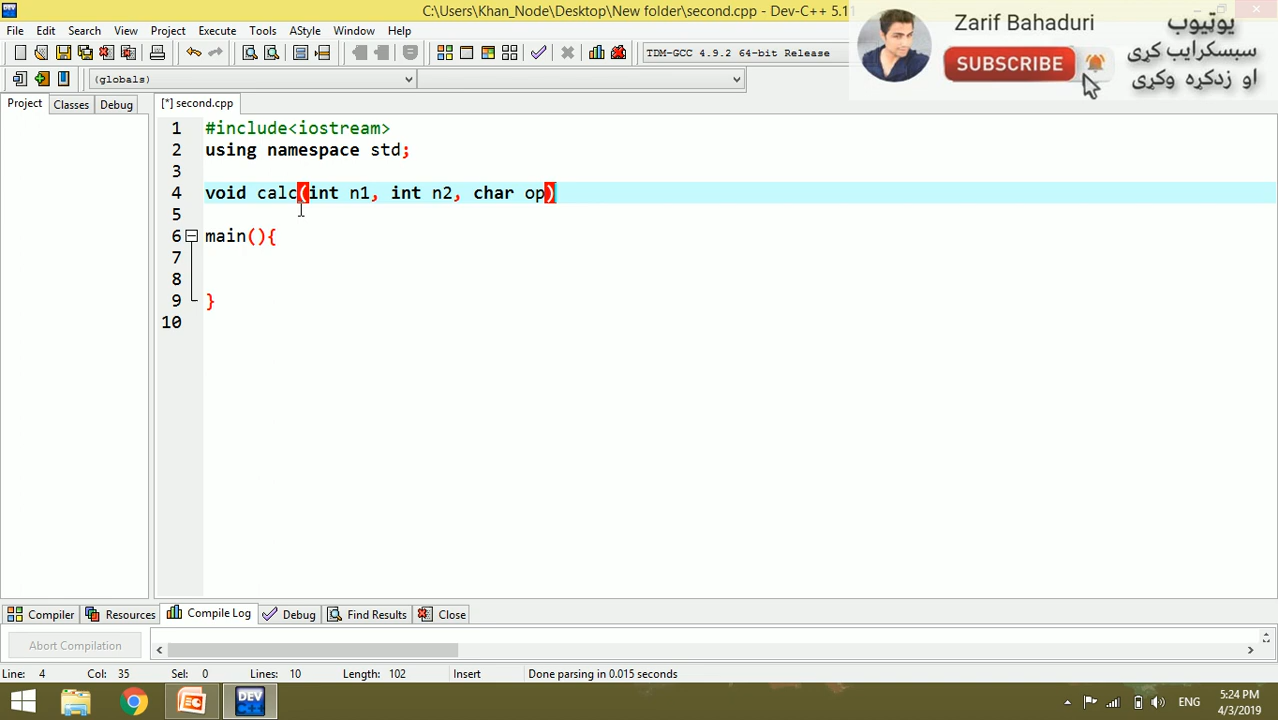 C:\Users\Khan_Node\Desktop\New folder\second.cpp - Dev-C++ 5.1
File Edit Search View Project Execute Tools AStyle Window Help
TDM-GCC 4.9.2 64-bit Release
(globals)
Zarif Bahaduri
SUBSCRIBE
یوټیوب
سبسکرایب کړی
او زدکړه وکړی
Project Classes Debug
[*] second.cpp
1 #include<iostream>
2 using namespace std;
3
4 void calc(int n1, int n2, char op)
5
6 main(){
7
8
9 }
10
Compiler Resources Compile Log Debug Find Results Close
Abort Compilation
Line: 4 Col: 35 Sel: 0 Lines: 10 Length: 102 Insert Done parsing in 0.015 seconds
DEV
ENG
5:24 PM
4/3/2019